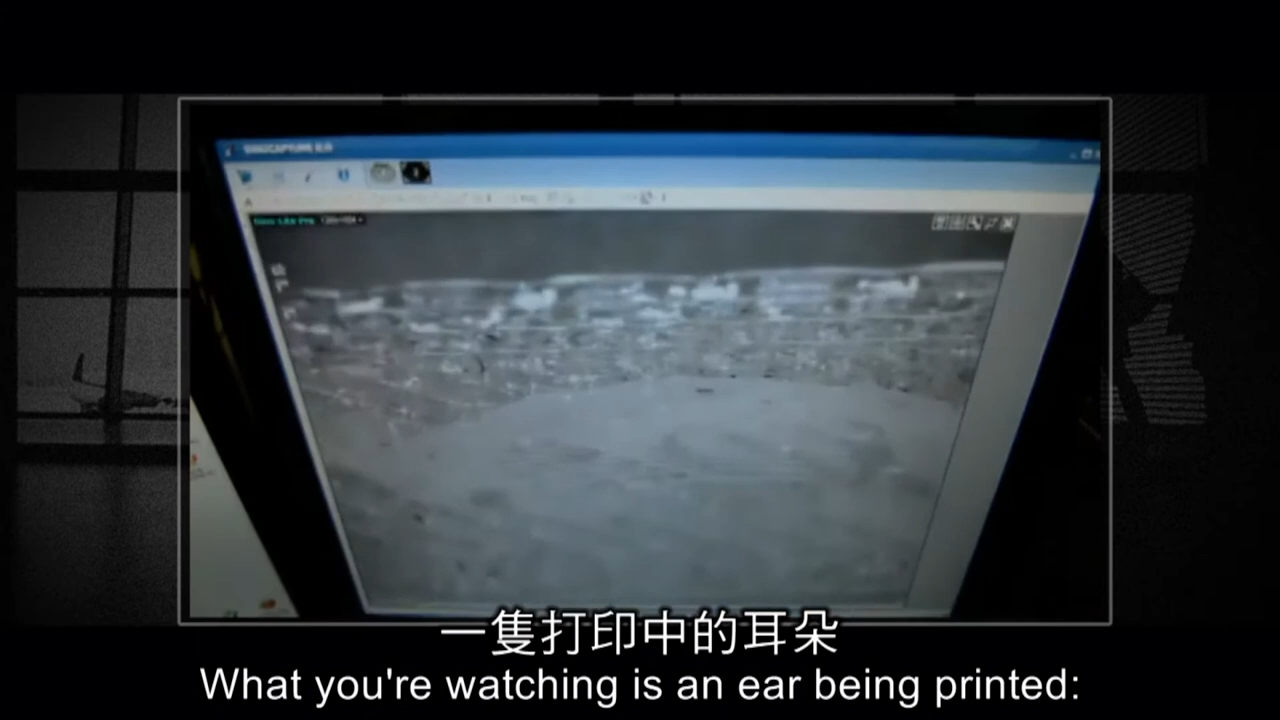 一隻打印中的耳朵
What you're watching is an ear being printed: